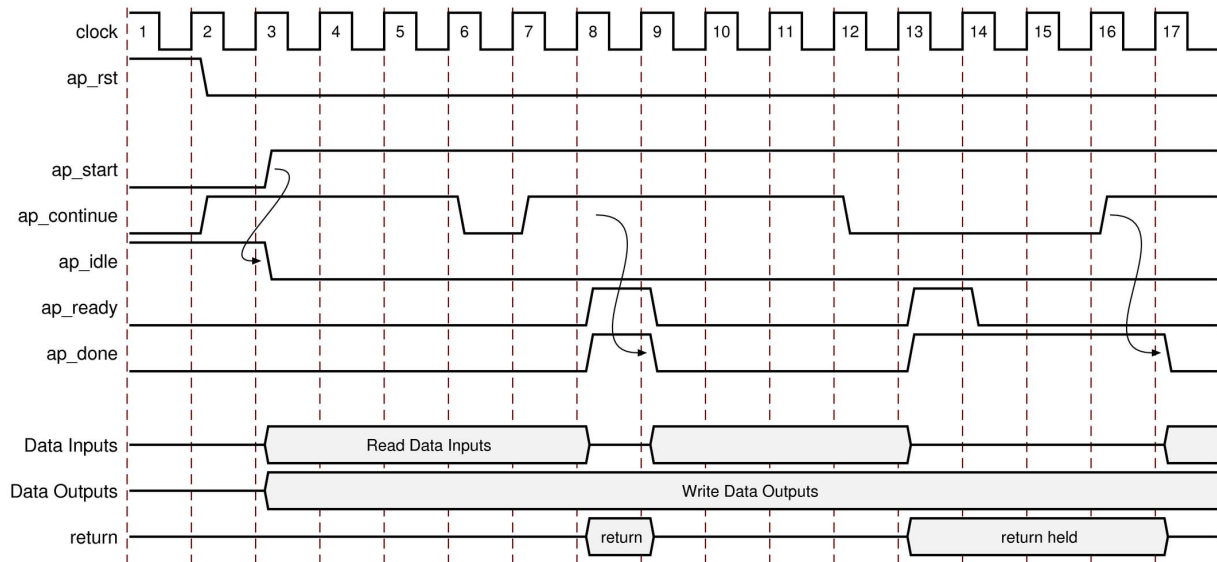 clock 1 2 3 4 5 6 7 8 9 10 11 12 13 14 15 16 17
ap_rst
ap_start
ap_continue
ap_idle
ap_ready
ap_done
Data Inputs Read Data Inputs
Data Outputs Write Data Outputs
return return return held